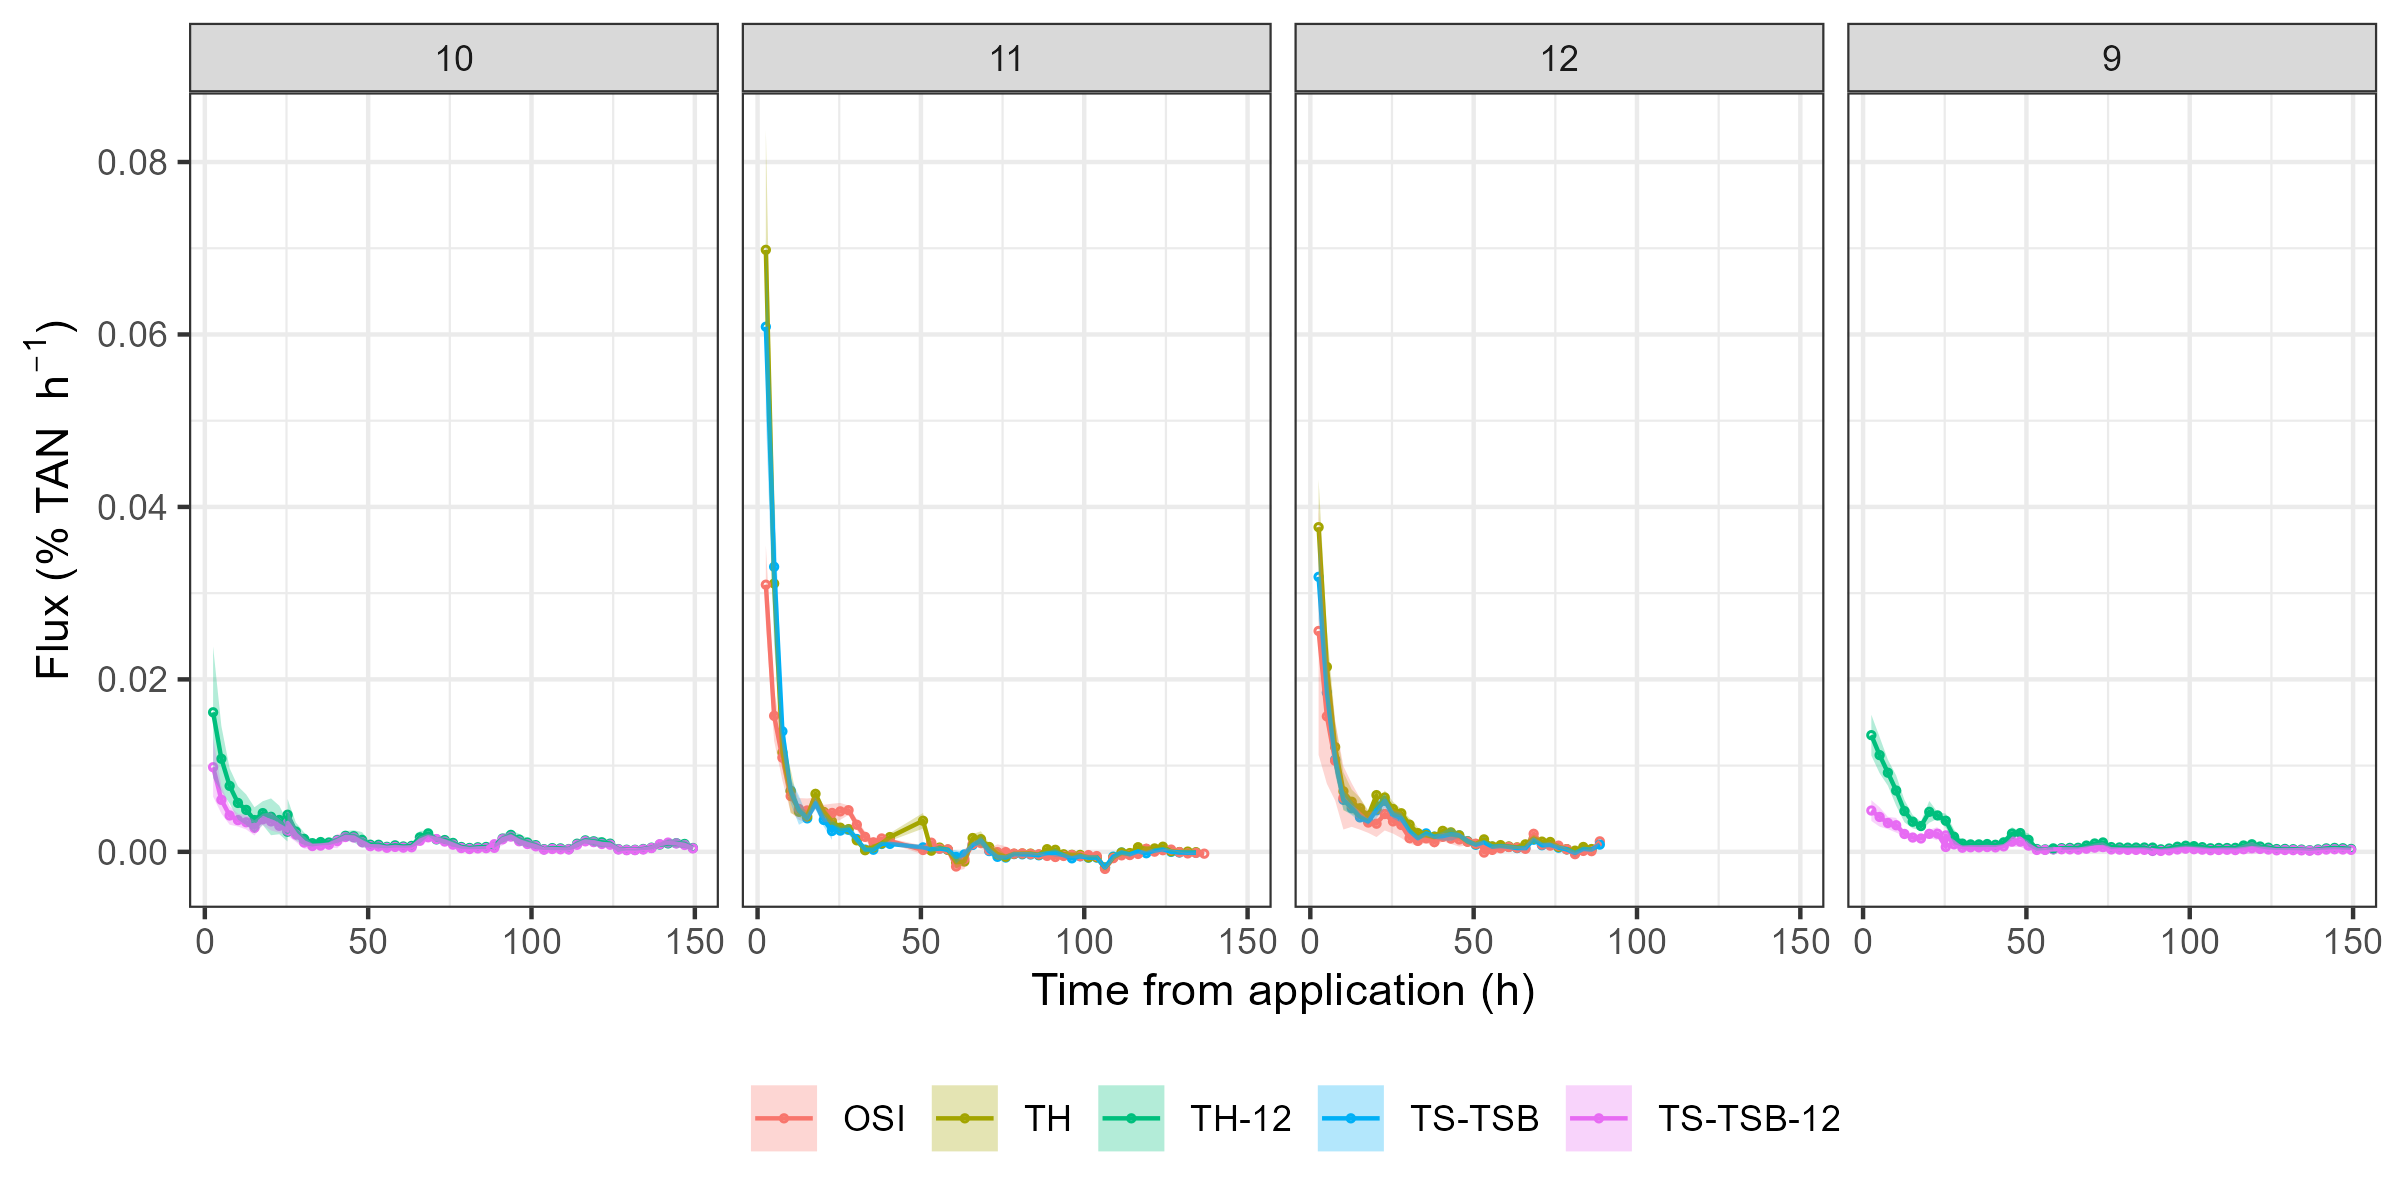 10 11 12 9
Flux (% TAN h⁻¹)
0.08
0.06
0.04
0.02
0.00
0 50 100 150 0 50 100 150 0 50 100 150 0 50 100 150
Time from application (h)
OSI TH TH-12 TS-TSB TS-TSB-12